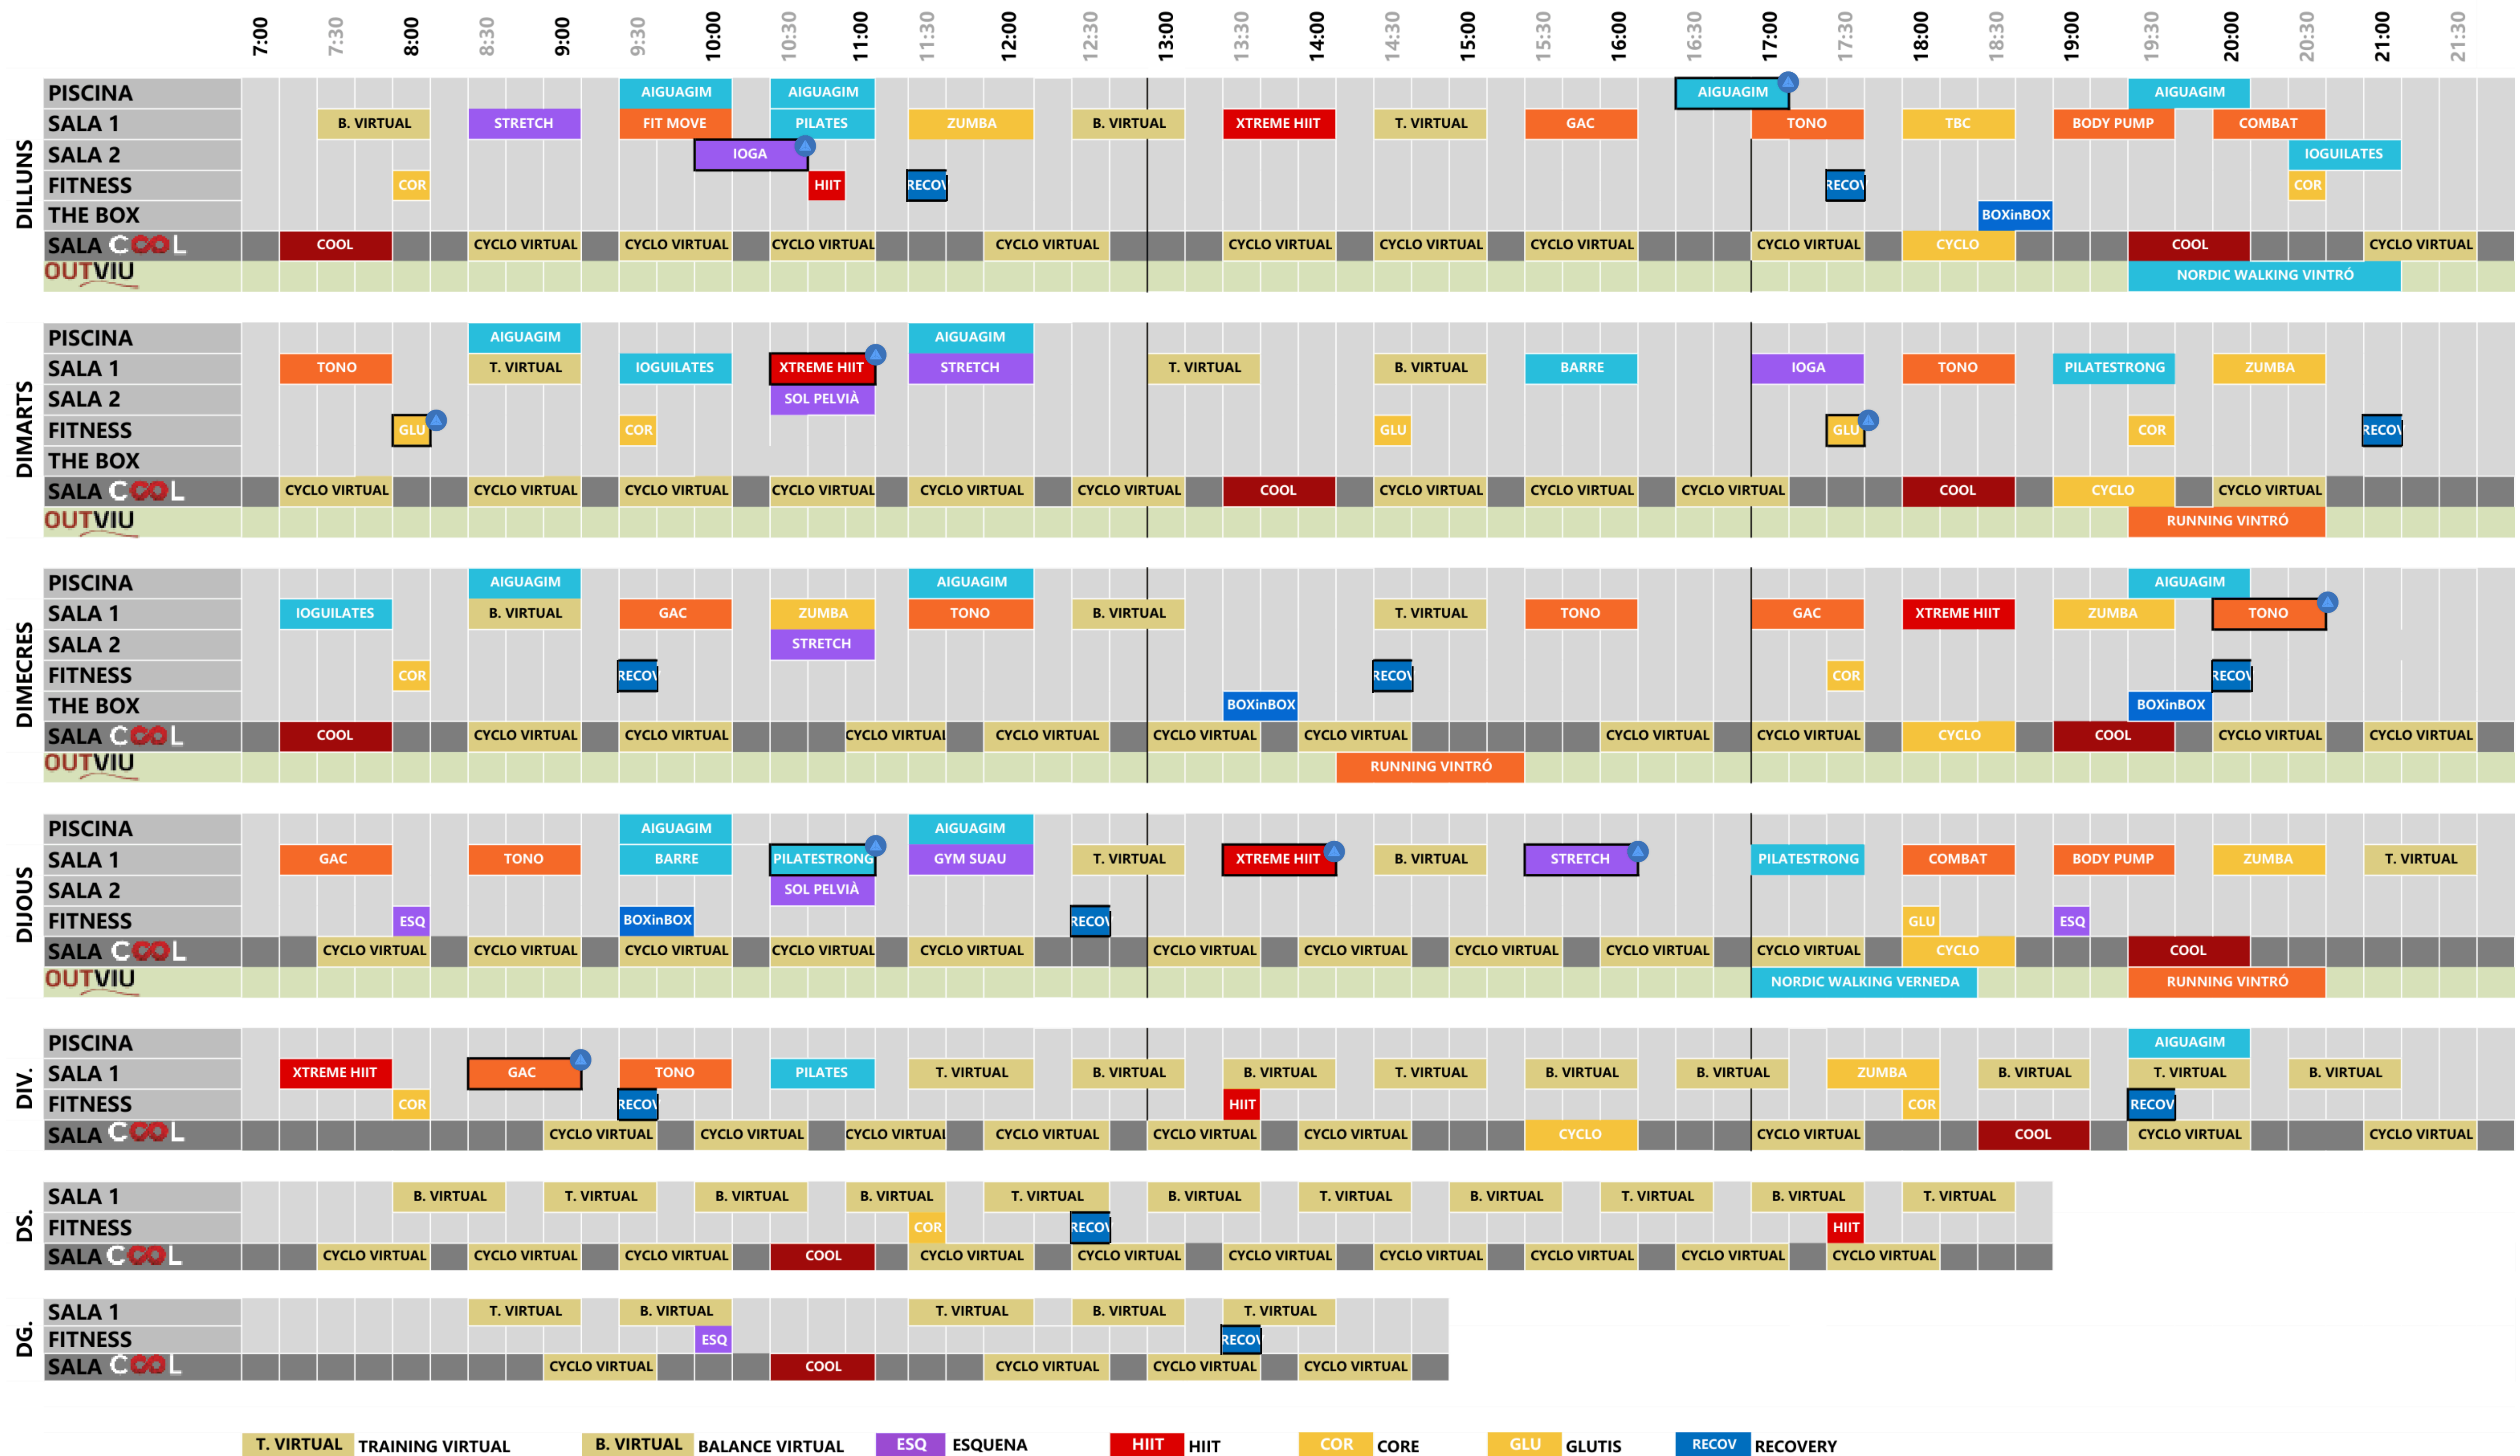 7:00 7:30 8:00 8:30 9:00 9:30 10:00 10:30 11:00 11:30 12:00 12:30 13:00 13:30 14:00 14:30 15:00 15:30 16:00 16:30 17:00 17:30 18:00 18:30 19:00 19:30 20:00 20:30 21:00 21:30
DILLUNS
PISCINA AIGUAGIM AIGUAGIM AIGUAGIM AIGUAGIM
SALA 1 B. VIRTUAL STRETCH FIT MOVE PILATES ZUMBA B. VIRTUAL XTREME HIIT T. VIRTUAL GAC TONO TBC BODY PUMP COMBAT
SALA 2 IOGA IOGUILATES
FITNESS COR HIIT RECOV RECOV COR
THE BOX BOXinBOX
SALA COOL COOL CYCLO VIRTUAL CYCLO VIRTUAL CYCLO VIRTUAL CYCLO VIRTUAL CYCLO VIRTUAL CYCLO VIRTUAL CYCLO VIRTUAL CYCLO VIRTUAL CYCLO COOL CYCLO VIRTUAL
OUTVIU NORDIC WALKING VINTRÓ
DIMARTS
PISCINA AIGUAGIM AIGUAGIM
SALA 1 TONO T. VIRTUAL IOGUILATES XTREME HIIT STRETCH T. VIRTUAL B. VIRTUAL BARRE IOGA TONO PILATESTRONG ZUMBA
SALA 2 SOL PELVIÀ
FITNESS GLU COR GLU GLU COR RECOV
THE BOX
SALA COOL CYCLO VIRTUAL CYCLO VIRTUAL CYCLO VIRTUAL CYCLO VIRTUAL CYCLO VIRTUAL CYCLO VIRTUAL COOL CYCLO VIRTUAL CYCLO VIRTUAL CYCLO VIRTUAL COOL CYCLO CYCLO VIRTUAL
OUTVIU RUNNING VINTRÓ
DIMECRES
PISCINA AIGUAGIM AIGUAGIM AIGUAGIM
SALA 1 IOGUILATES B. VIRTUAL GAC ZUMBA TONO B. VIRTUAL T. VIRTUAL TONO GAC XTREME HIIT ZUMBA TONO
SALA 2 STRETCH
FITNESS COR RECOV RECOV COR RECOV
THE BOX BOXinBOX BOXinBOX
SALA COOL COOL CYCLO VIRTUAL CYCLO VIRTUAL CYCLO VIRTUAL CYCLO VIRTUAL CYCLO VIRTUAL CYCLO VIRTUAL CYCLO VIRTUAL CYCLO VIRTUAL CYCLO COOL CYCLO VIRTUAL CYCLO VIRTUAL
OUTVIU RUNNING VINTRÓ
DIJOUS
PISCINA AIGUAGIM AIGUAGIM
SALA 1 GAC TONO BARRE PILATESTRONG GYM SUAU T. VIRTUAL XTREME HIIT B. VIRTUAL STRETCH PILATESTRONG COMBAT BODY PUMP ZUMBA T. VIRTUAL
SALA 2 SOL PELVIÀ
FITNESS ESQ BOXinBOX RECOV GLU ESQ
SALA COOL CYCLO VIRTUAL CYCLO VIRTUAL CYCLO VIRTUAL CYCLO VIRTUAL CYCLO VIRTUAL CYCLO VIRTUAL CYCLO VIRTUAL CYCLO VIRTUAL CYCLO VIRTUAL CYCLO VIRTUAL CYCLO COOL
OUTVIU NORDIC WALKING VERNEDA RUNNING VINTRÓ
DIV.
PISCINA AIGUAGIM
SALA 1 XTREME HIIT GAC TONO PILATES T. VIRTUAL B. VIRTUAL B. VIRTUAL T. VIRTUAL B. VIRTUAL B. VIRTUAL ZUMBA B. VIRTUAL T. VIRTUAL B. VIRTUAL
FITNESS COR RECOV HIIT COR RECOV
SALA COOL CYCLO VIRTUAL CYCLO VIRTUAL CYCLO VIRTUAL CYCLO VIRTUAL CYCLO VIRTUAL CYCLO VIRTUAL CYCLO CYCLO VIRTUAL COOL CYCLO VIRTUAL CYCLO VIRTUAL
DS.
SALA 1 B. VIRTUAL T. VIRTUAL B. VIRTUAL B. VIRTUAL T. VIRTUAL B. VIRTUAL T. VIRTUAL B. VIRTUAL T. VIRTUAL B. VIRTUAL T. VIRTUAL
FITNESS COR RECOV HIIT
SALA COOL CYCLO VIRTUAL CYCLO VIRTUAL CYCLO VIRTUAL COOL CYCLO VIRTUAL CYCLO VIRTUAL CYCLO VIRTUAL CYCLO VIRTUAL CYCLO VIRTUAL CYCLO VIRTUAL CYCLO VIRTUAL
DG.
SALA 1 T. VIRTUAL B. VIRTUAL T. VIRTUAL B. VIRTUAL T. VIRTUAL
FITNESS ESQ RECOV
SALA COOL CYCLO VIRTUAL COOL CYCLO VIRTUAL CYCLO VIRTUAL CYCLO VIRTUAL
T. VIRTUAL TRAINING VIRTUAL B. VIRTUAL BALANCE VIRTUAL ESQ ESQUENA HIIT HIIT COR CORE GLU GLUTIS RECOV RECOVERY